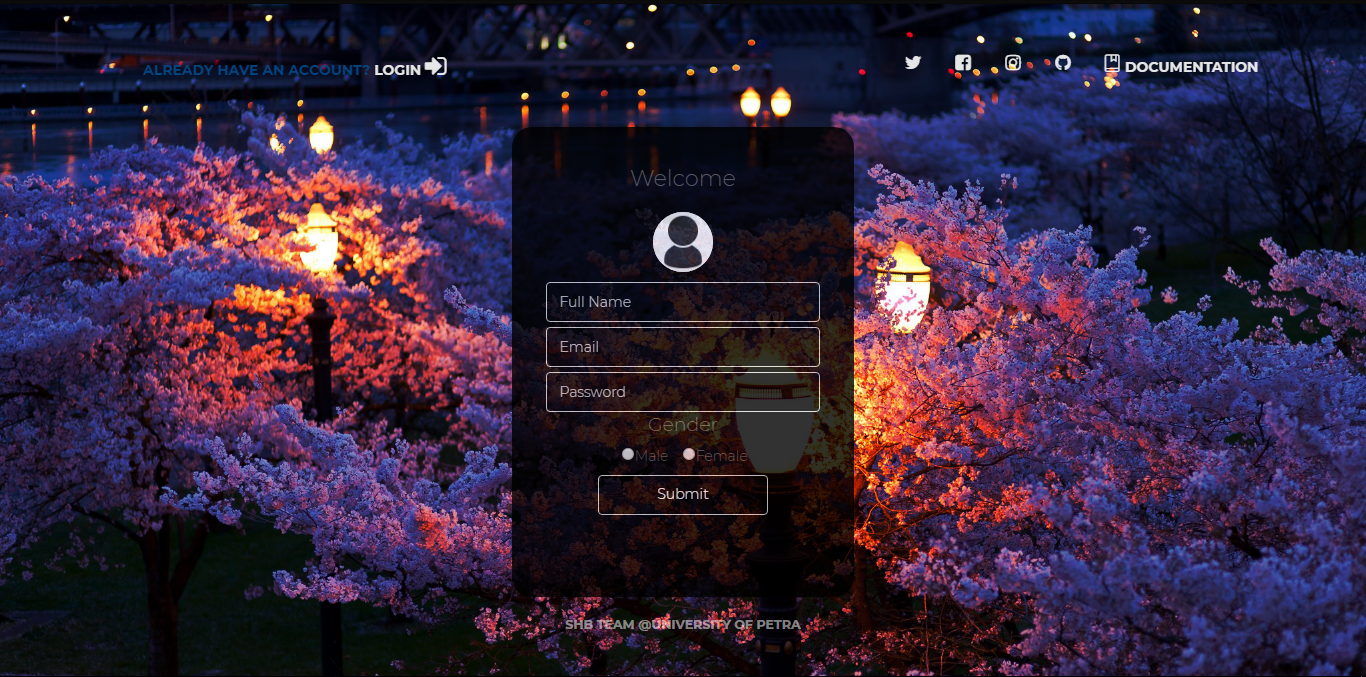 ALREADY HAVE AN ACCOUNT? LOGIN
DOCUMENTATION
Welcome
Full Name
Email
Password
Gender
Male Female
Submit
SHB TEAM @UNIVERSITY OF PETRA